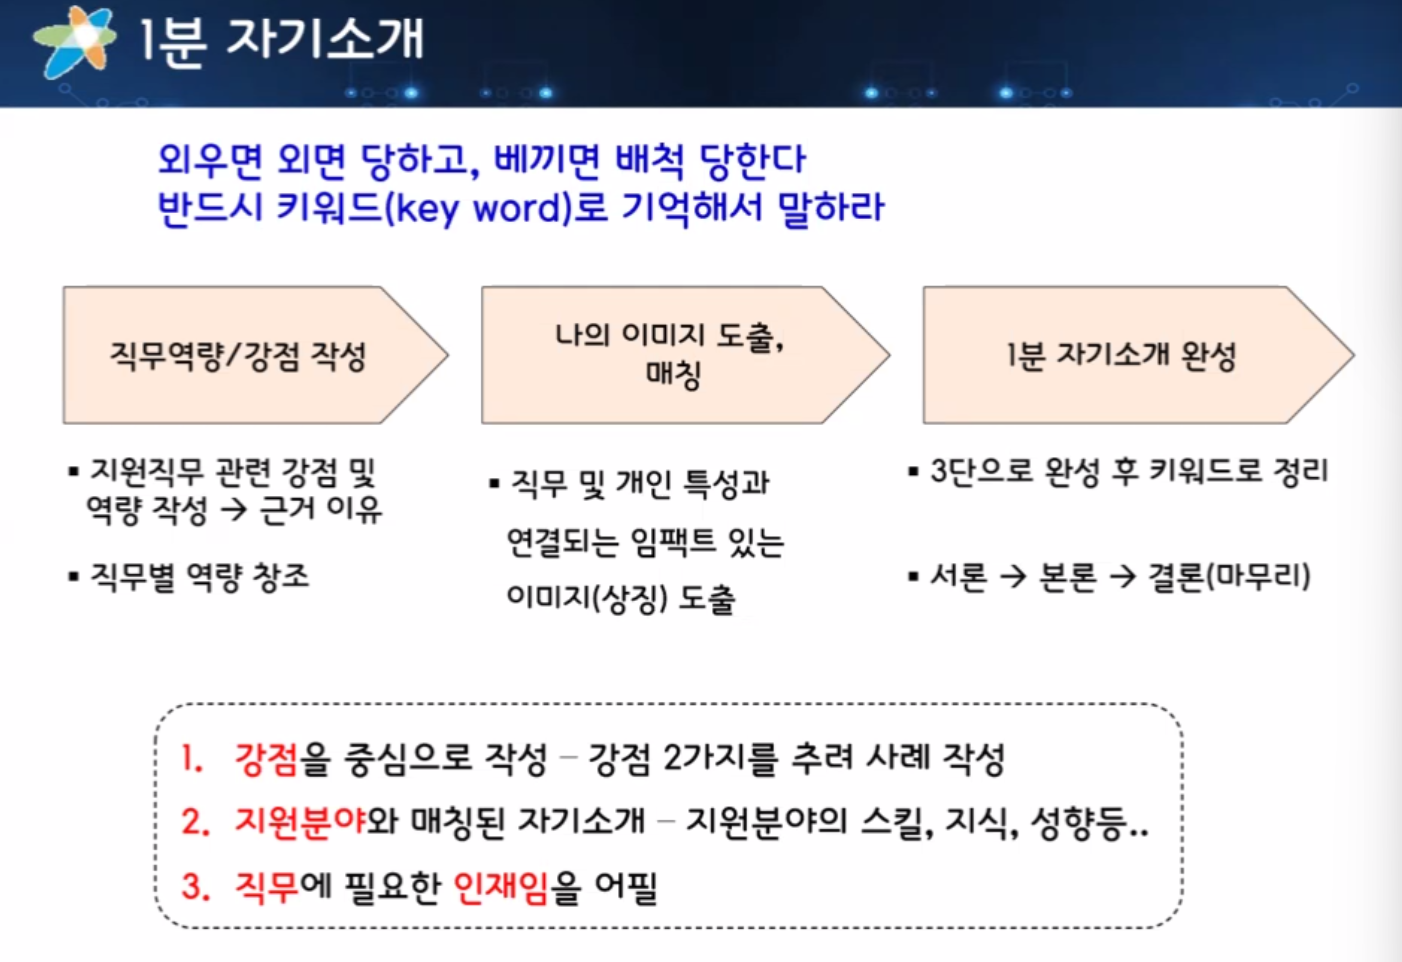 1분 자기소개
외우면 외면 당하고, 베끼면 배척 당한다
반드시 키워드(key word)로 기억해서 말하라
직무역량/강점 작성
▪ 지원직무 관련 강점 및
역량 작성 → 근거 이유
▪ 직무별 역량 창조
나의 이미지 도출,
매칭
▪ 직무 및 개인 특성과
연결되는 임팩트 있는
이미지(상징) 도출
1분 자기소개 완성
▪ 3단으로 완성 후 키워드로 정리
▪ 서론 → 본론 → 결론(마무리)
1. 강점을 중심으로 작성 – 강점 2가지를 추려 사례 작성
2. 지원분야와 매칭된 자기소개 – 지원분야의 스킬, 지식, 성향등..
3. 직무에 필요한 인재임을 어필